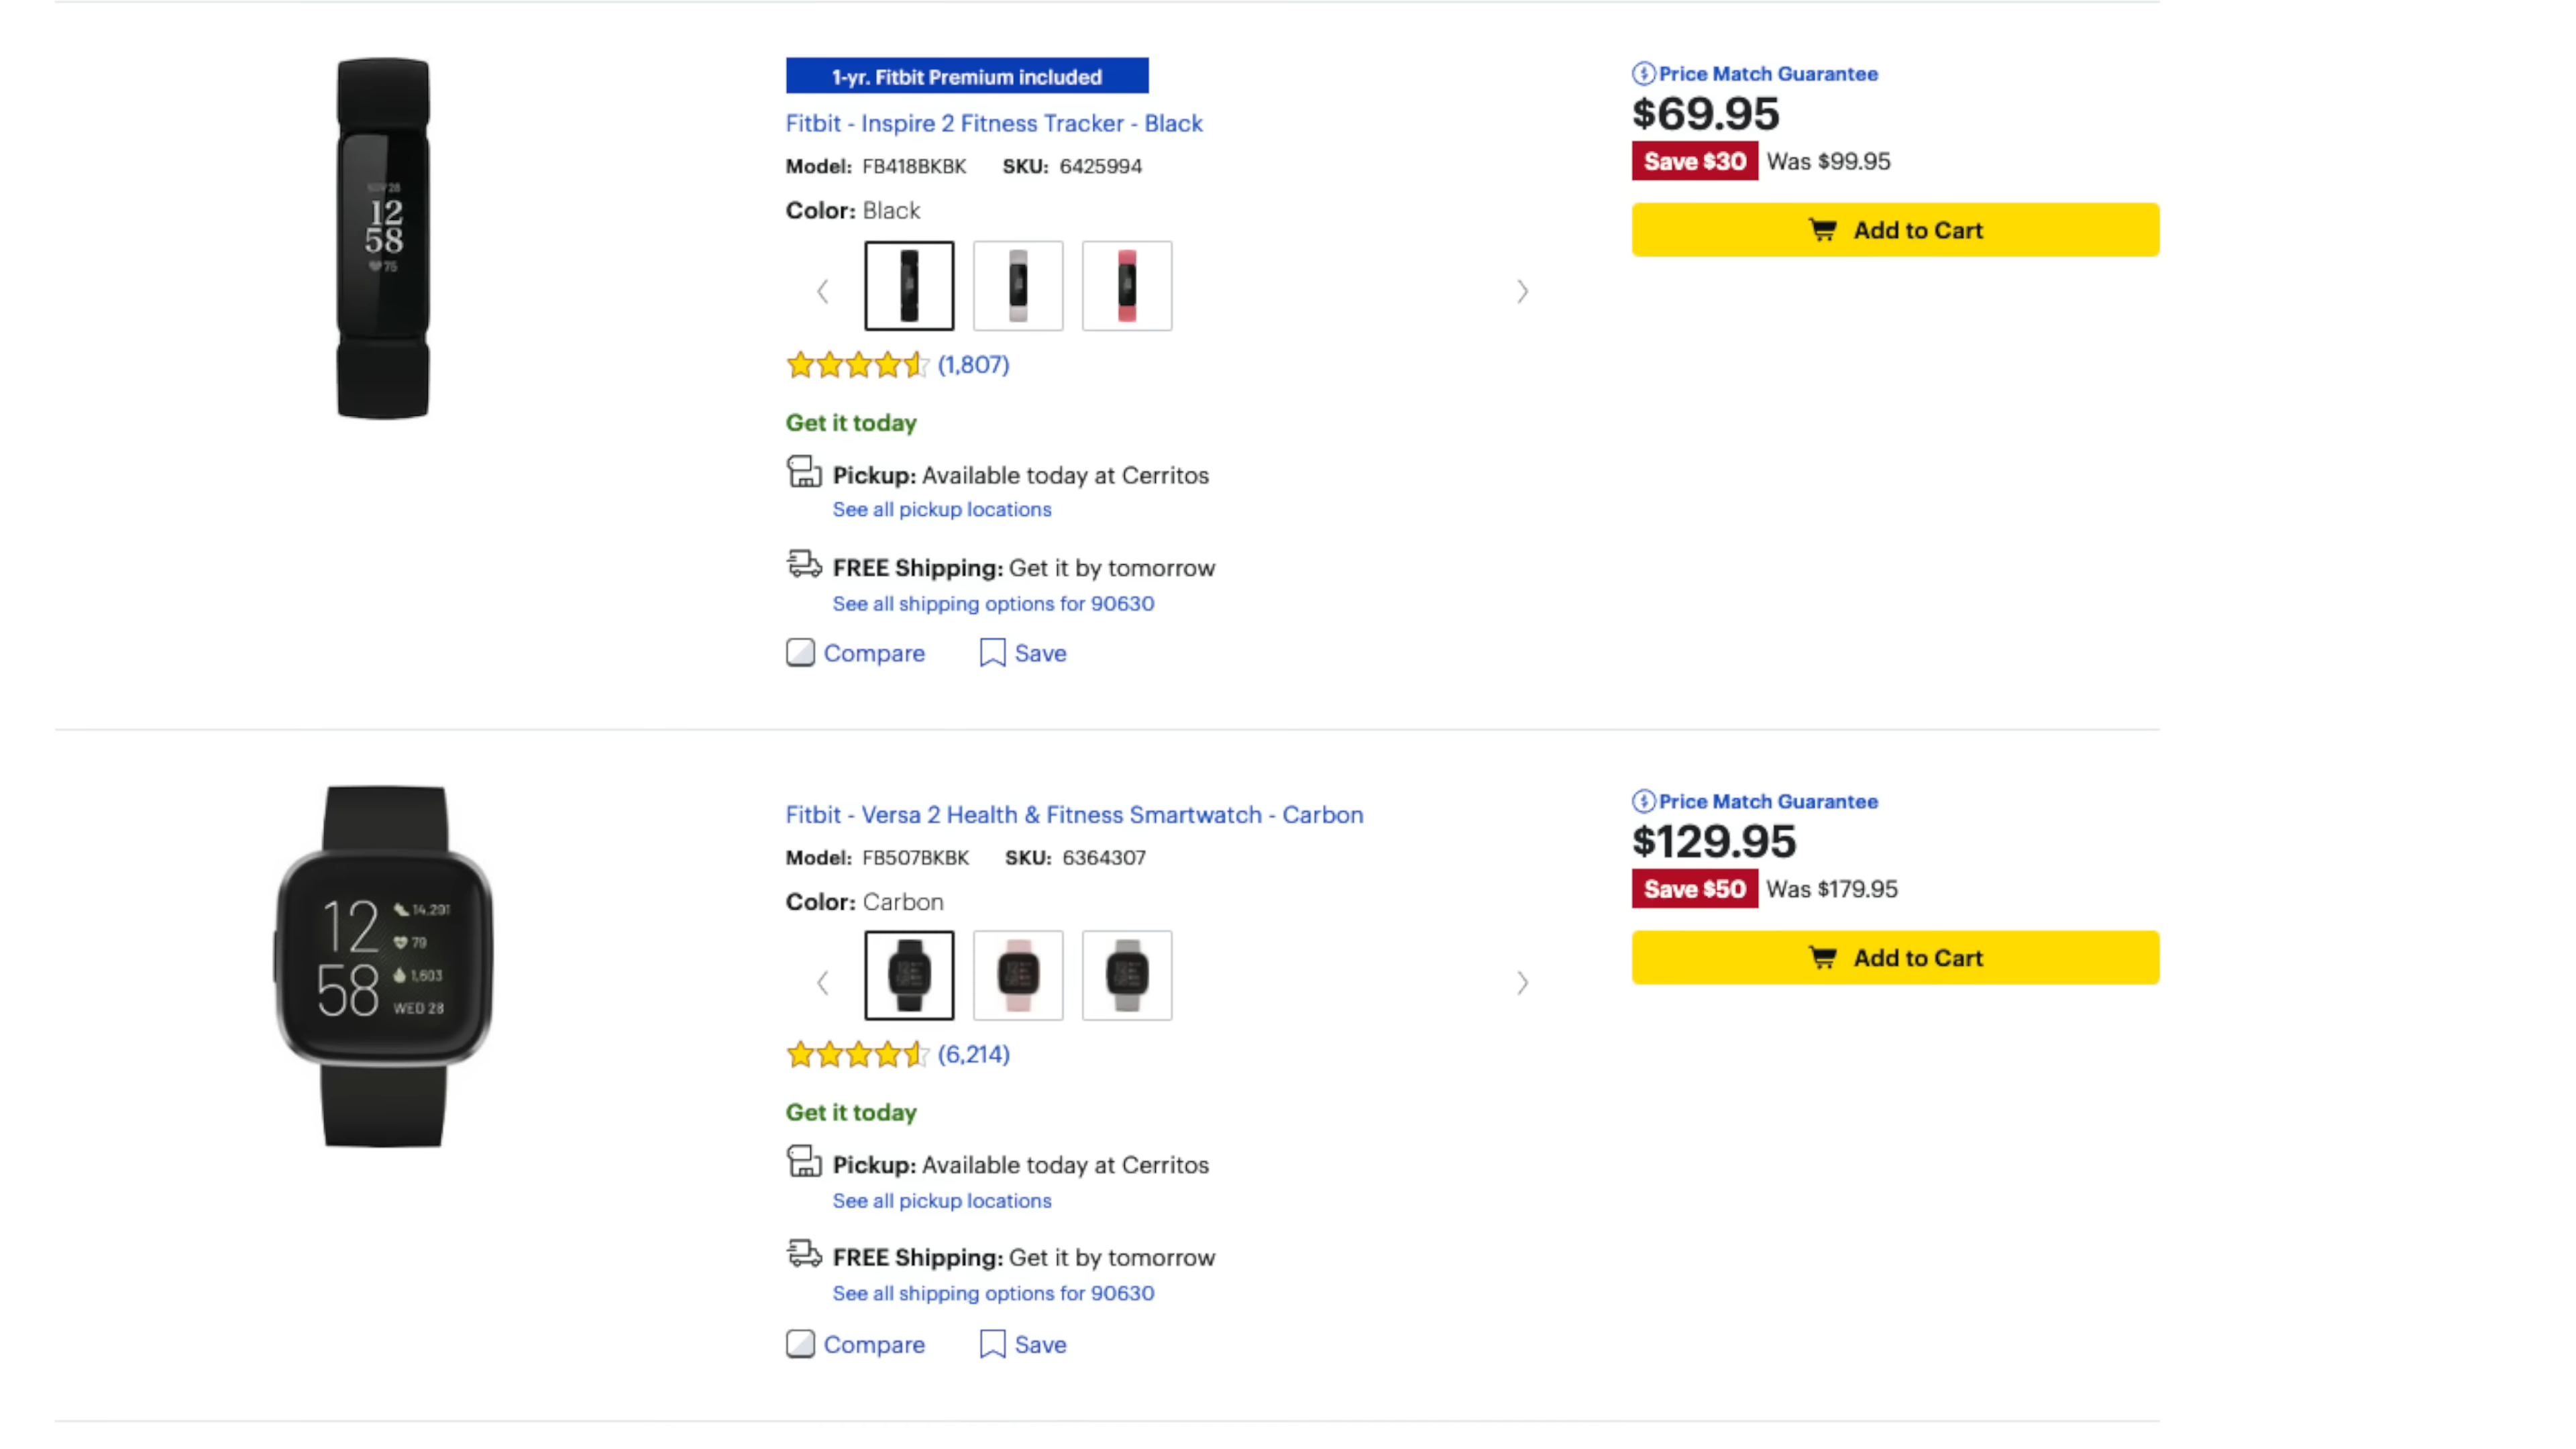 1-yr. Fitbit Premium included
Fitbit - Inspire 2 Fitness Tracker - Black
Model: FB418BKBK SKU: 6425994
Color: Black
(1,807)
Get it today
Pickup: Available today at Cerritos
See all pickup locations
FREE Shipping: Get it by tomorrow
See all shipping options for 90630
Compare Save
Price Match Guarantee
$69.95
Save $30 Was $99.95
Add to Cart
12
58
75
Fitbit - Versa 2 Health & Fitness Smartwatch - Carbon
Model: FB507BKBK SKU: 6364307
Color: Carbon
(6,214)
Get it today
Pickup: Available today at Cerritos
See all pickup locations
FREE Shipping: Get it by tomorrow
See all shipping options for 90630
Compare Save
Price Match Guarantee
$129.95
Save $50 Was $179.95
Add to Cart
12
58
14,291
79
1,603
WED 28